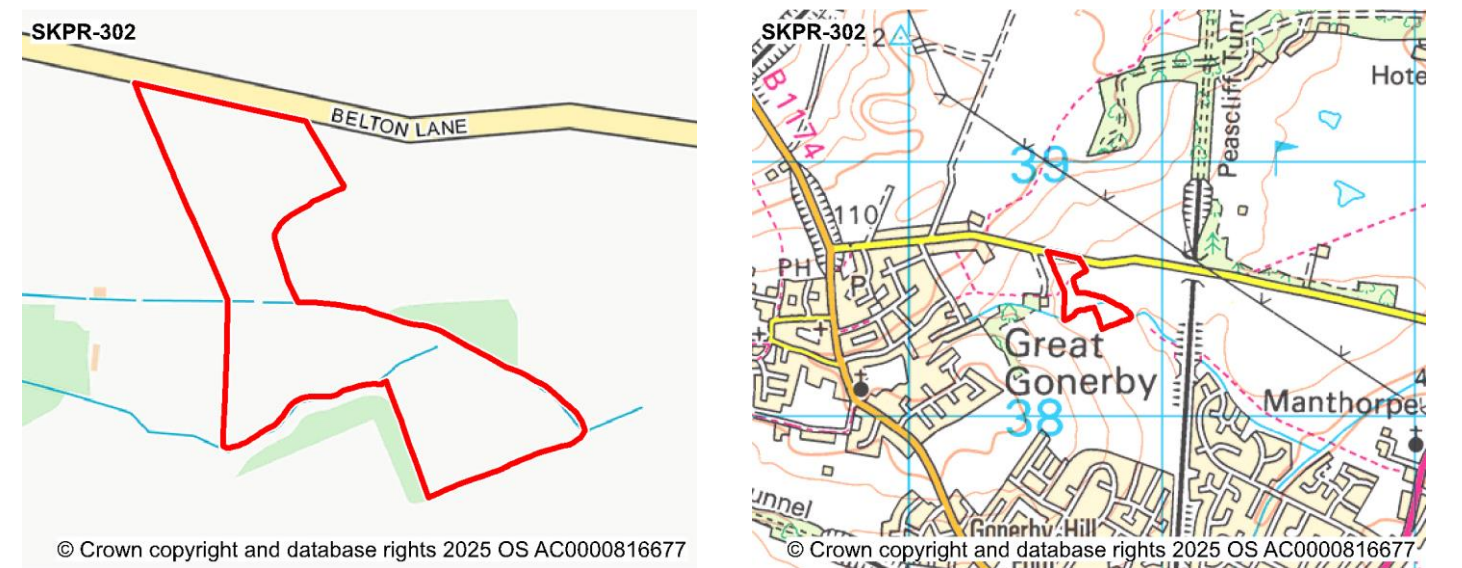 SKPR-302
BELTON LANE
© Crown copyright and database rights 2025 OS AC0000816677
SKPR-302
B1174
Hote
Peascliff Tunn
39
110
PH
P
Great
Gonerby
38
Manthorpe
4
unnel
Gonerby Hill
© Crown copyright and database rights 2025 OS AC0000816677